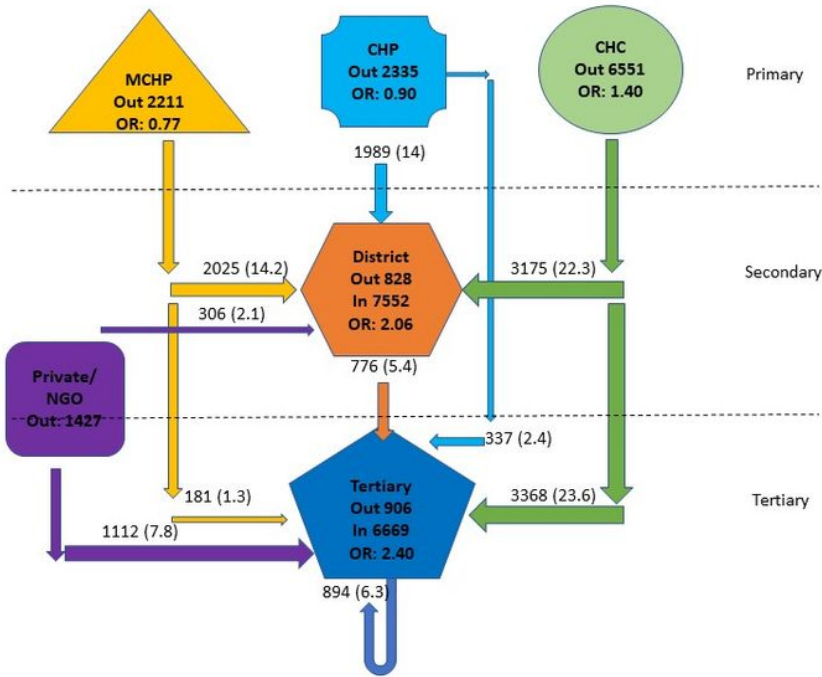 MCHP
Out 2211
OR: 0.77
CHP
Out 2335
OR: 0.90
CHC
Out 6551
OR: 1.40
Primary
1989 (14)
District
Out 828
In 7552
OR: 2.06
2025 (14.2)
3175 (22.3)
Secondary
306 (2.1)
776 (5.4)
Private/
NGO
Out: 1427
337 (2.4)
Tertiary
Out 906
In 6669
OR: 2.40
181 (1.3)
3368 (23.6)
Tertiary
1112 (7.8)
894 (6.3)